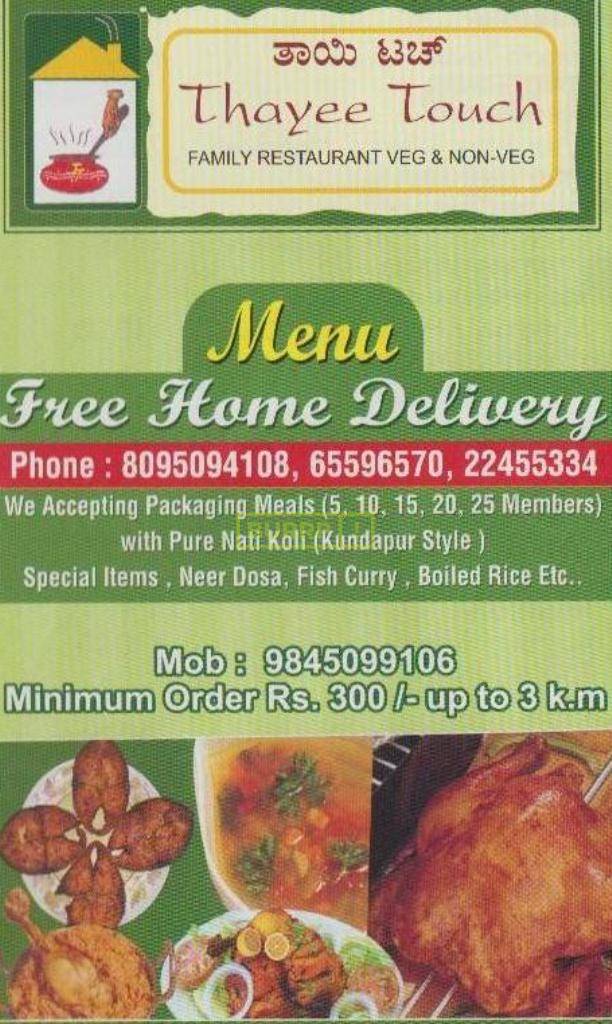 ತಾಯಿ ಟಚ್
Thayee Touch
FAMILY RESTAURANT VEG & NON-VEG
Menu
Free Home Delivery
Phone : 8095094108, 65596570, 22455334
We Accepting Packaging Meals (5, 10, 15, 20, 25 Members)
with Pure Nati Koli (Kundapur Style )
Special Items , Neer Dosa, Fish Curry , Boiled Rice Etc..
Mob : 9845099106
Minimum Order Rs. 300 /- up to 3 k.m